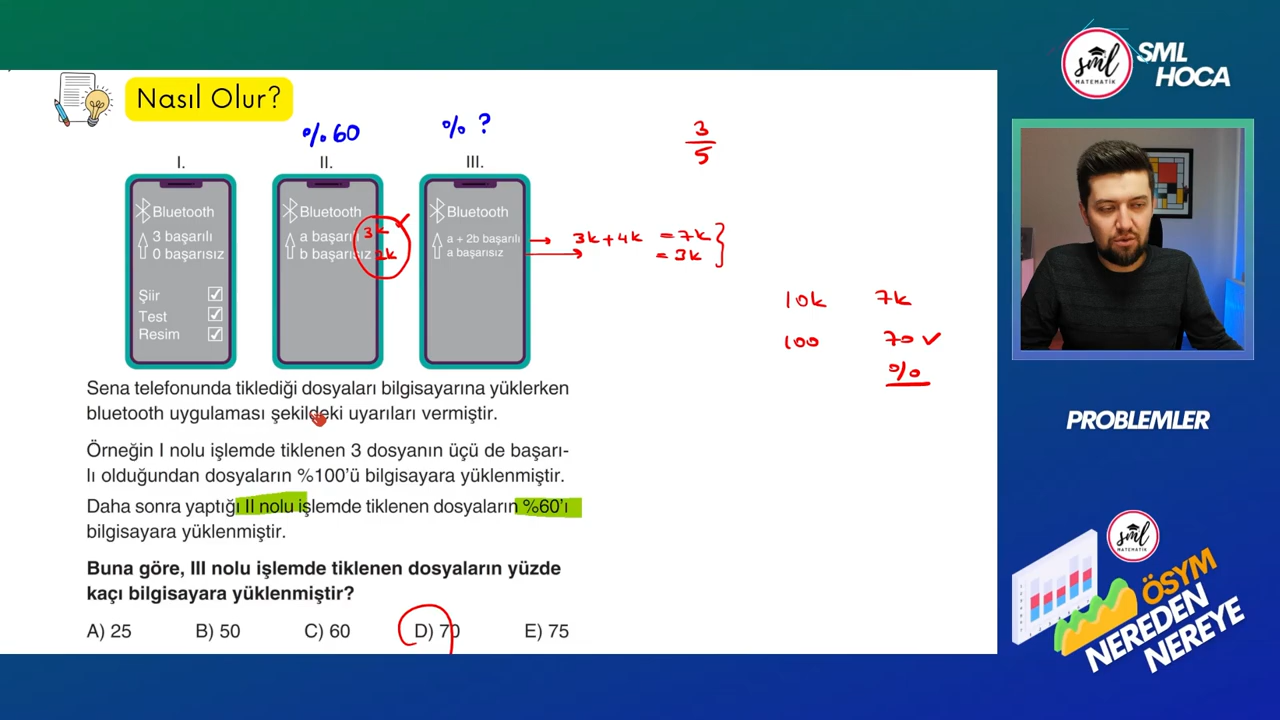 Nasıl Olur?
SML
HOCA
sml
MATEMATİK
% 60
% ?
3
5
I.
II.
III.
Bluetooth
3 başarılı
0 başarısız
Şiir
Test
Resim
Bluetooth
a başarılı
b başarısız
3k
2k
Bluetooth
a + 2b başarılı
a başarısız
3k+4k = 7k
= 3k
10k 7k
100 70
%
Sena telefonunda tiklediği dosyaları bilgisayarına yüklerken
bluetooth uygulaması şekildeki uyarıları vermiştir.
Örneğin I nolu işlemde tiklenen 3 dosyanın üçü de başarı-
lı olduğundan dosyaların %100'ü bilgisayara yüklenmiştir.
Daha sonra yaptığı II nolu işlemde tiklenen dosyaların %60'ı
bilgisayara yüklenmiştir.
Buna göre, III nolu işlemde tiklenen dosyaların yüzde
kaçı bilgisayara yüklenmiştir?
A) 25 B) 50 C) 60 D) 70 E) 75
PROBLEMLER
sml
MATEMATİK
ÖSYM
NEREDEN
NEREYE